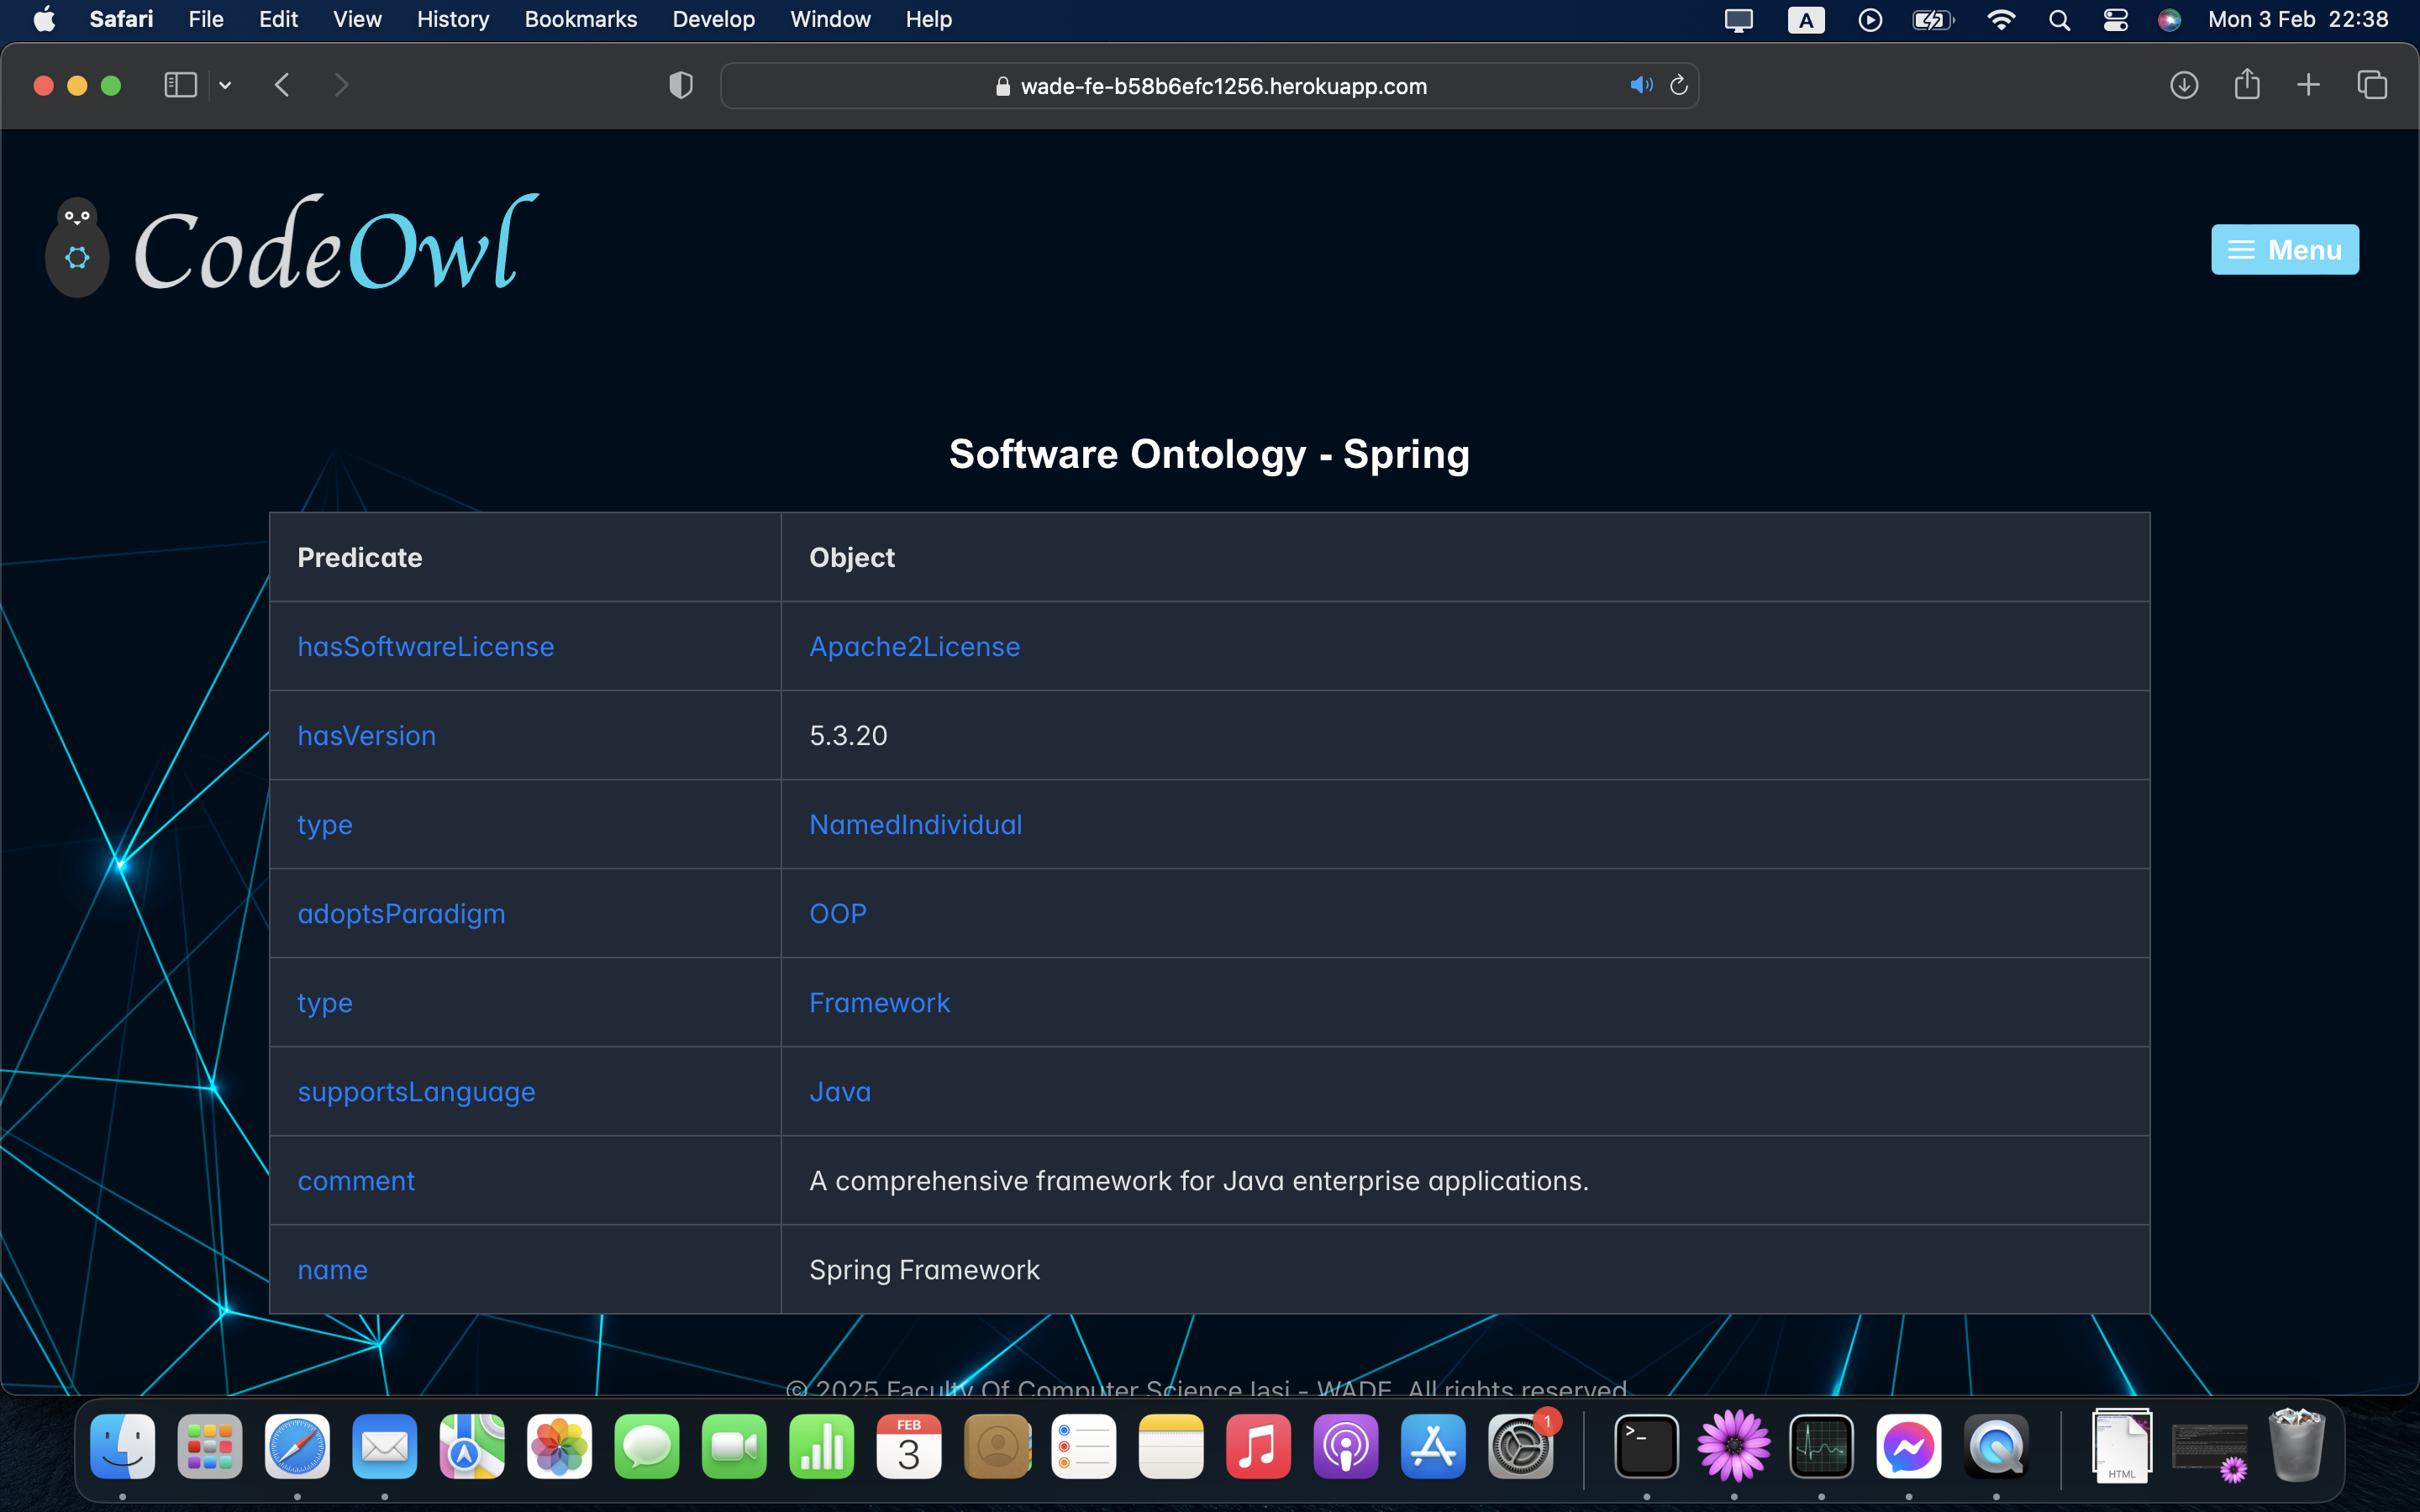 Safari File Edit View History Bookmarks Develop Window Help A Mon 3 Feb 22:38
wade-fe-b58b6efc1256.herokuapp.com
CodeOwl
Menu
Software Ontology - Spring
Predicate Object
hasSoftwareLicense Apache2License
hasVersion 5.3.20
type NamedIndividual
adoptsParadigm OOP
type Framework
supportsLanguage Java
comment A comprehensive framework for Java enterprise applications.
name Spring Framework
© 2025 Faculty Of Computer Science Iasi - WADE. All rights reserved
FEB
3
1
>_
HTML